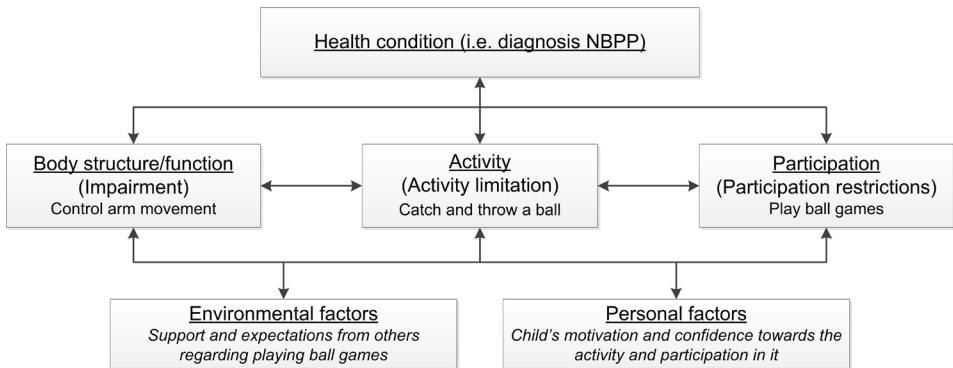 Health condition (i.e. diagnosis NBPP)
Body structure/function
(Impairment)
Control arm movement
Activity
(Activity limitation)
Catch and throw a ball
Participation
(Participation restrictions)
Play ball games
Environmental factors
Support and expectations from others
regarding playing ball games
Personal factors
Child's motivation and confidence towards the
activity and participation in it